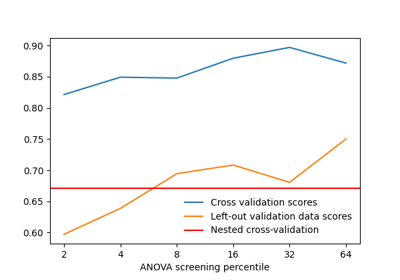 0.90
0.85
0.80
0.75
0.70
0.65
0.60
Cross validation scores
Left-out validation data scores
Nested cross-validation
2 4 8 16 32 64
ANOVA screening percentile